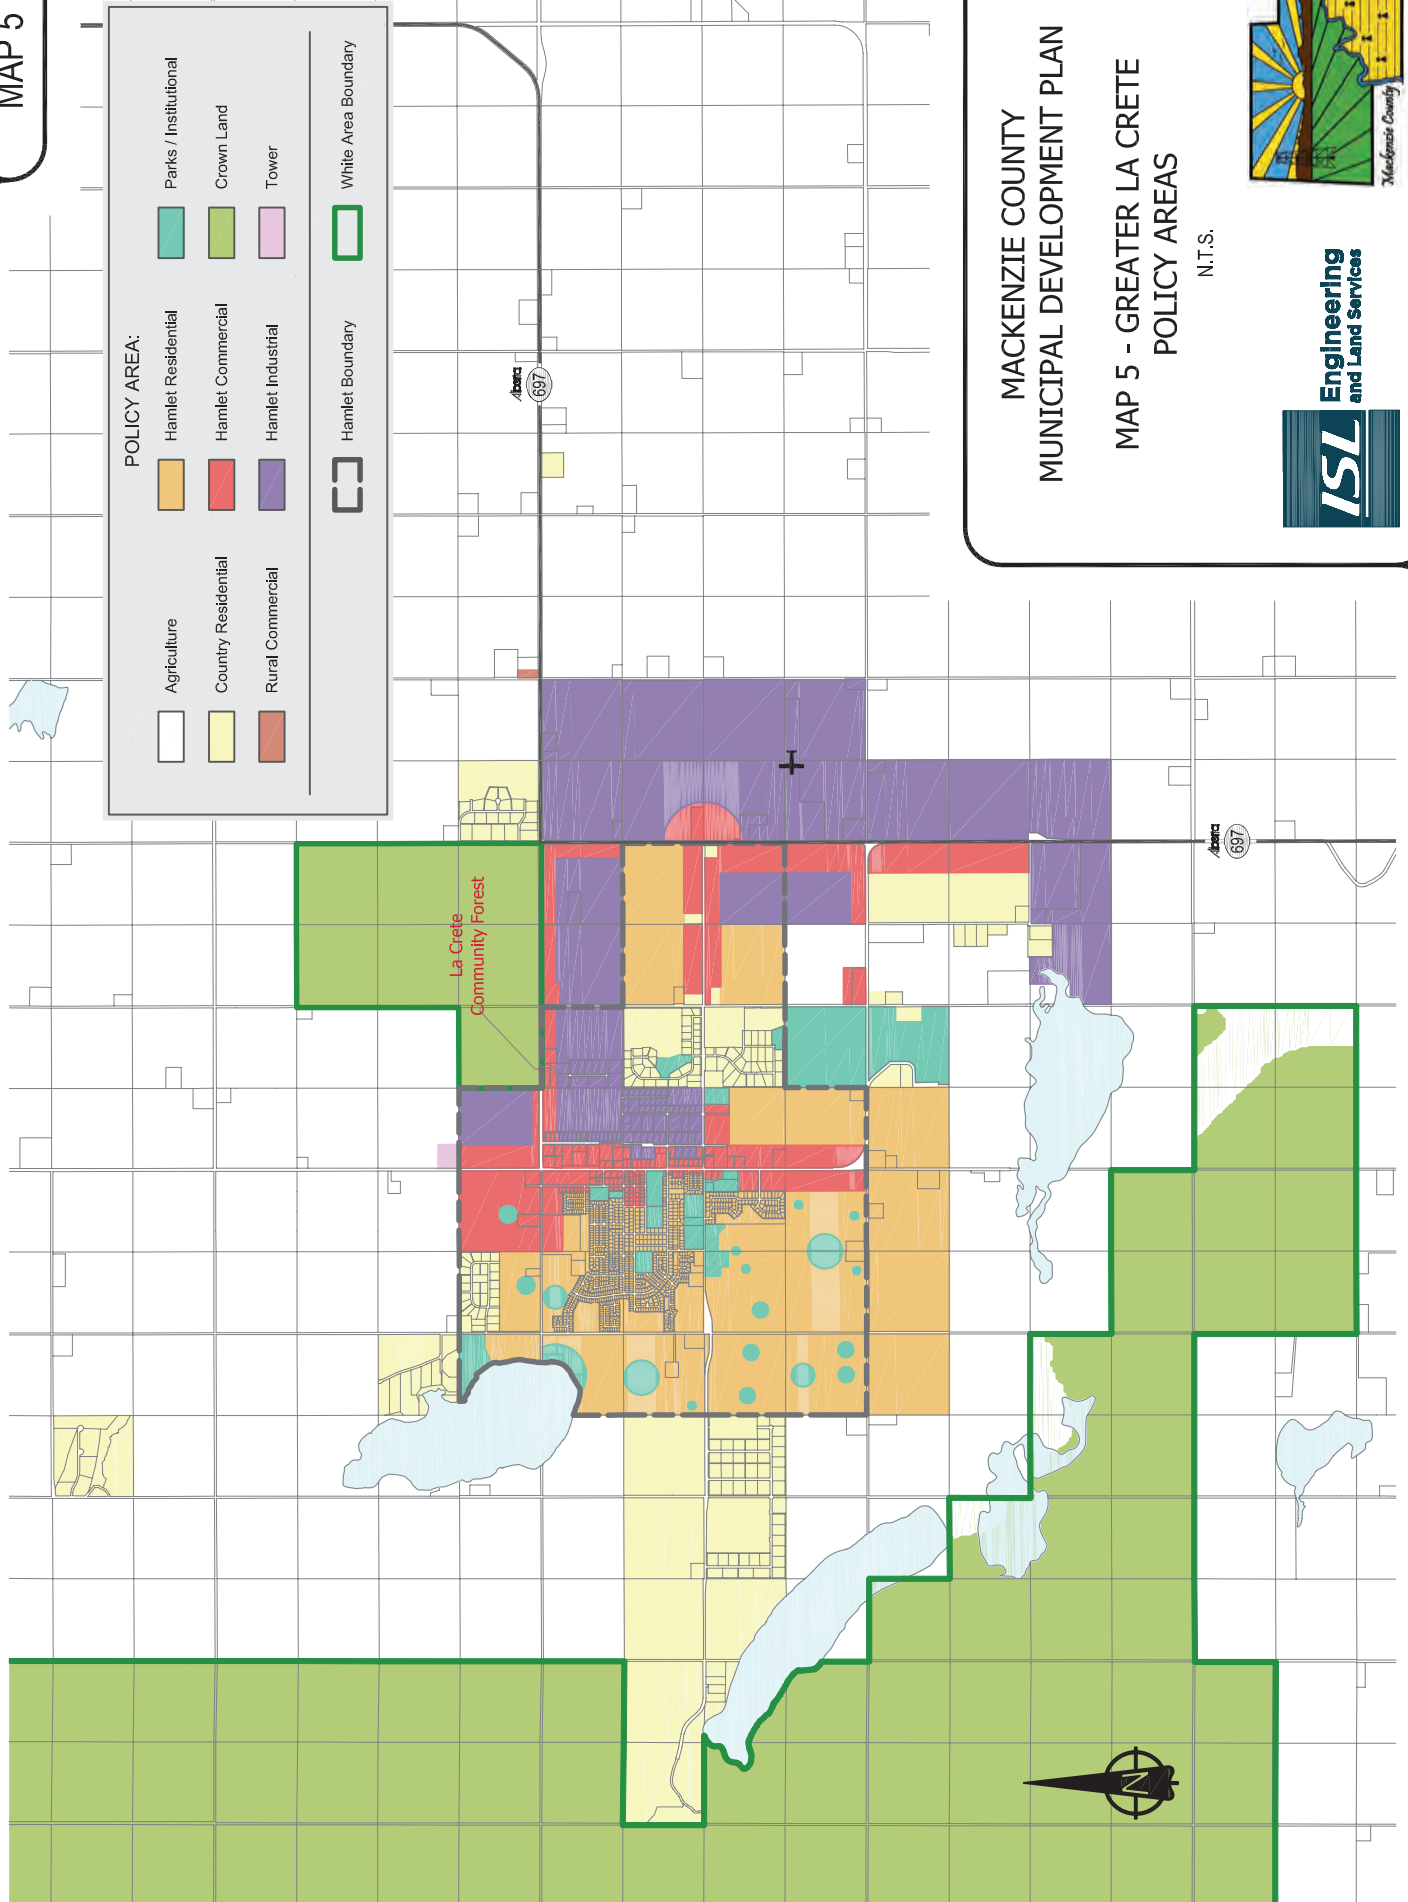 MAP 5
POLICY AREA:
Agriculture
Country Residential
Rural Commercial
Hamlet Residential
Hamlet Commercial
Hamlet Industrial
Parks / Institutional
Crown Land
Tower
Hamlet Boundary
White Area Boundary
La Crete
Community Forest
Alberta
697
Alberta
697
MACKENZIE COUNTY
MUNICIPAL DEVELOPMENT PLAN
MAP 5 - GREATER LA CRETE
POLICY AREAS
N.T.S.
ISL
Engineering
and Land Services
Mackenzie County
N